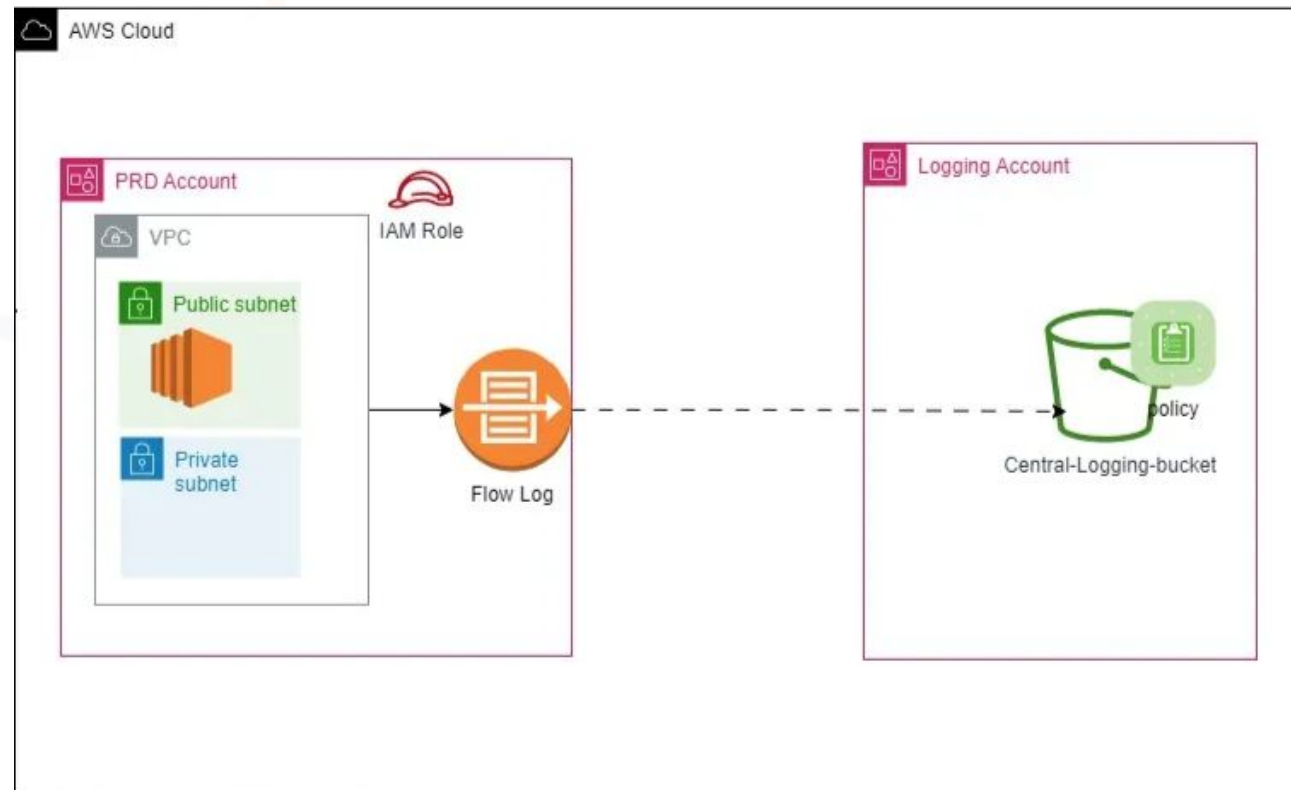 AWS Cloud
PRD Account
IAM Role
VPC
Public subnet
Private
subnet
Flow Log
Logging Account
policy
Central-Logging-bucket